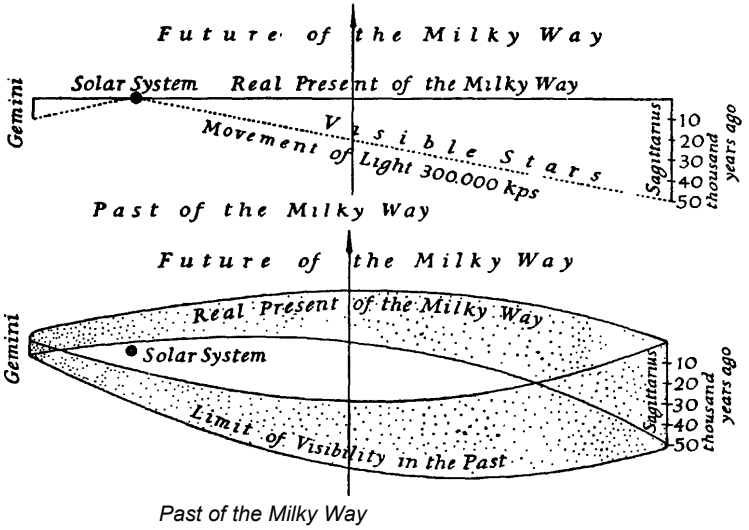 Future of the Milky Way
Solar System Real Present of the Milky Way
Gemini
Visible Stars
Movement of Light 300.000 kps
Sagittarius
10
20
30
40
50
thousand
years ago
Past of the Milky Way
Future of the Milky Way
Real Present of the Milky Way
Gemini
Solar System
Sagittarius
10
20
30
40
50
thousand
years ago
Limit of Visibility in the Past
Past of the Milky Way